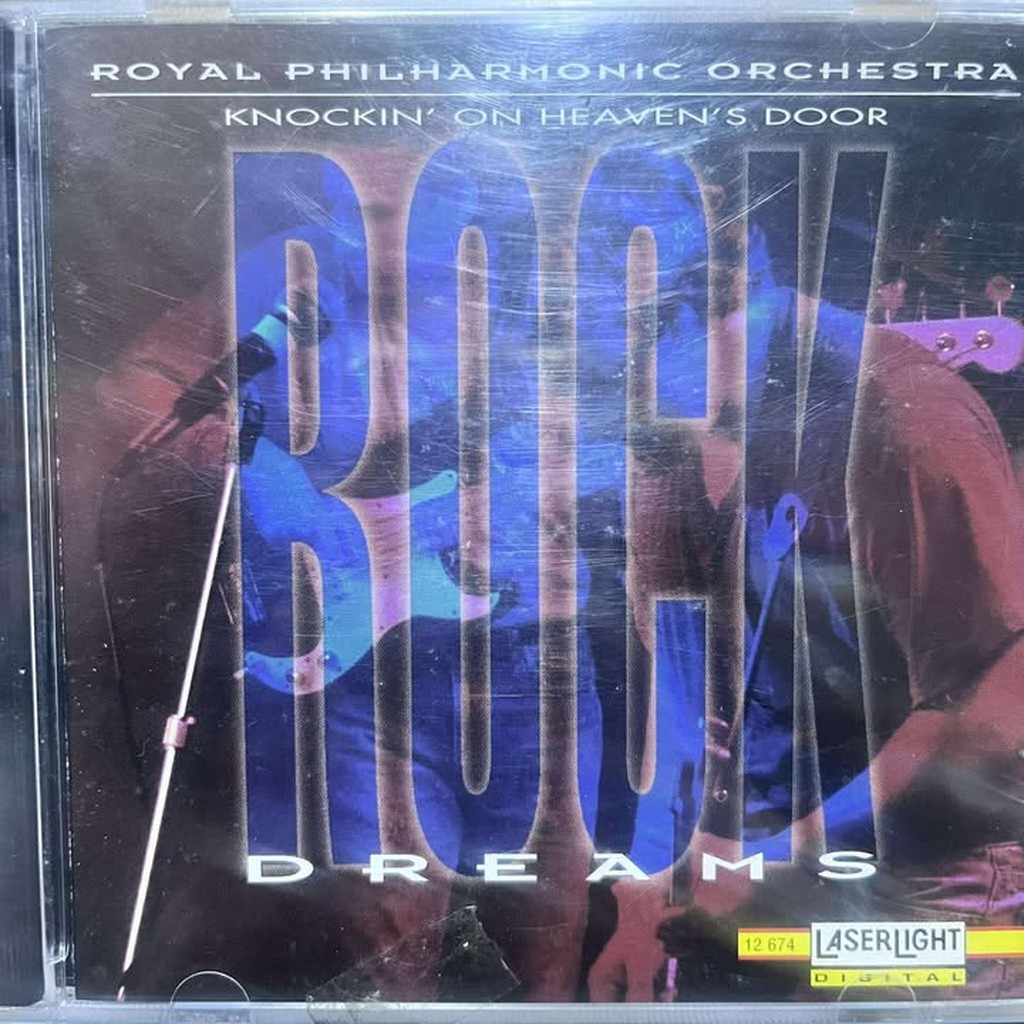 ROYAL PHILHARMONIC ORCHESTRA
KNOCKIN' ON HEAVEN'S DOOR
ROCK
DREAMS
12 674 LASERLIGHT
DIGITAL